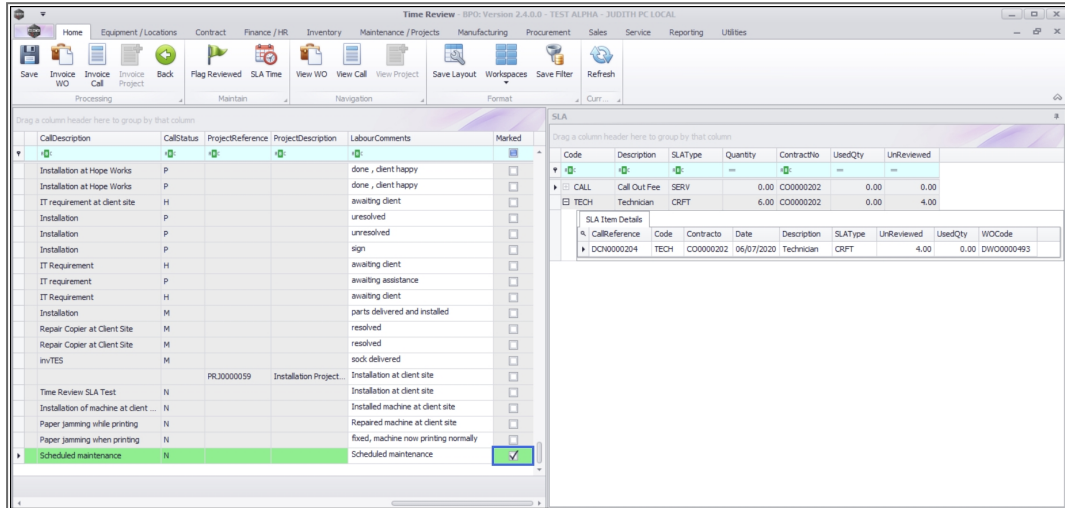 Time Review - BPO: Version 2.4.0.0 - TEST ALPHA - JUDITH PC LOCAL
Home Equipment / Locations Contract Finance / HR Inventory Maintenance / Projects Manufacturing Procurement Sales Service Reporting Utilities
Save Invoice WO Invoice Call Invoice Project Back Flag Reviewed SLA Time View WO View Call View Project Save Layout Workspaces Save Filter Refresh
Processing Maintain Navigation Format Curr...
Drag a column header here to group by that column
CallDescription CallStatus ProjectReference ProjectDescription LabourComments Marked
Installation at Hope Works P done , client happy
Installation at Hope Works P done , client happy
IT requirement at client site H awaiting client
Installation P uresolved
Installation P unresolved
Installation P sign
IT Requirement H awaiting client
IT requirement P awaiting assistance
IT Requirement H awaiting client
Installation M parts delivered and installed
Repair Copier at Client Site M resolved
Repair Copier at Client Site M resolved
invTES M sock delivered
PRJ0000059 Installation Project... Installation at client site
Time Review SLA Test N Installation at client site
Installation of machine at client ... N Installed machine at client site
Paper jamming while printing N Repaired machine at client site
Paper jamming when printing N fixed, machine now printing normally
Scheduled maintenance N Scheduled maintenance
SLA
Drag a column header here to group by that column
Code Description SLAType Quantity ContractNo UsedQty UnReviewed
CALL Call Out Fee SERV 0.00 CO0000202 0.00 0.00
TECH Technician CRFT 6.00 CO0000202 0.00 4.00
SLA Item Details
CallReference Code Contracto Date Description SLAType UnReviewed UsedQty WOCode
DCN0000204 TECH CO0000202 06/07/2020 Technician CRFT 4.00 0.00 DWO0000493